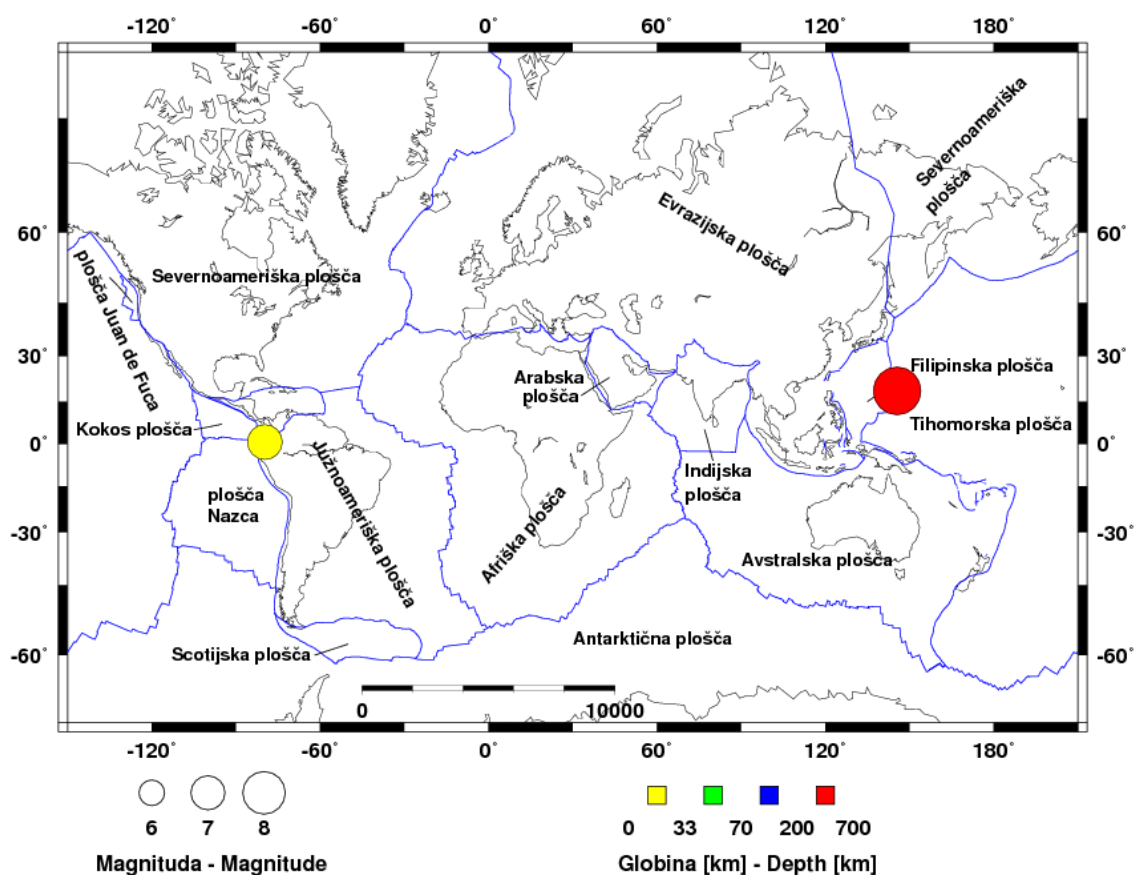 -120° -60° 0° 60° 120° 180°
Severnoameriška
plošča
Evrazijska plošča
60° 60°
plošča Juan de Fuca
Severnoameriška plošča
30° 30°
Arabska
plošča
Filipinska plošča
Kokos plošča
Tihomorska plošča
0° 0°
Indijska
plošča
plošča
Nazca
Južnoameriška plošča
Afriška plošča
-30° -30°
Avstralska plošča
Antarktična plošča
Scotijska plošča
-60° -60°
0 10000
-120° -60° 0° 60° 120° 180°
6 7 8
0 33 70 200 700
Magnituda - Magnitude
Globina [km] - Depth [km]